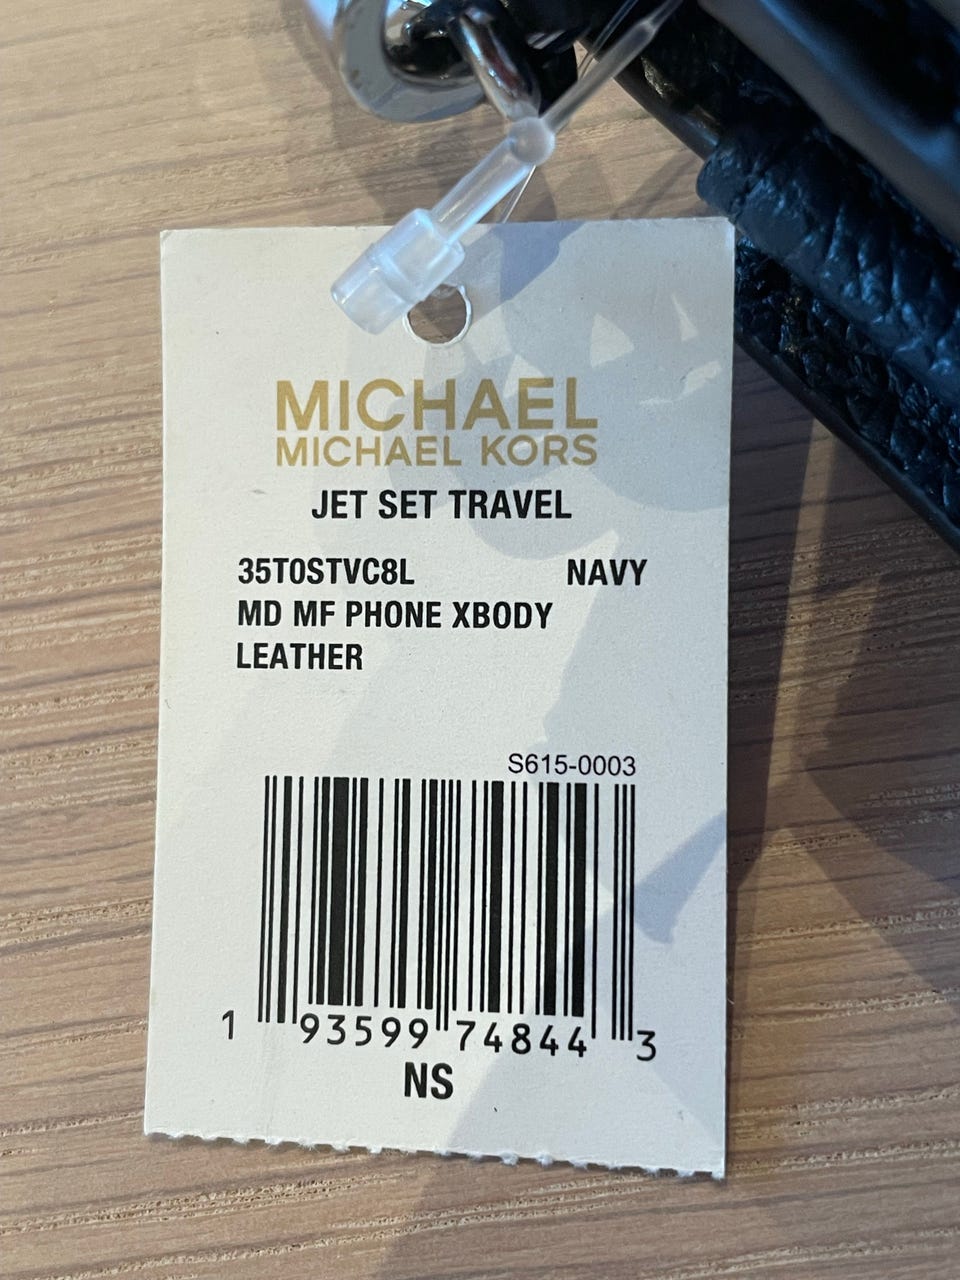 MICHAEL
MICHAEL KORS
JET SET TRAVEL
35T0STVC8L NAVY
MD MF PHONE XBODY
LEATHER
S615-0003
1 93599 74844 3
NS